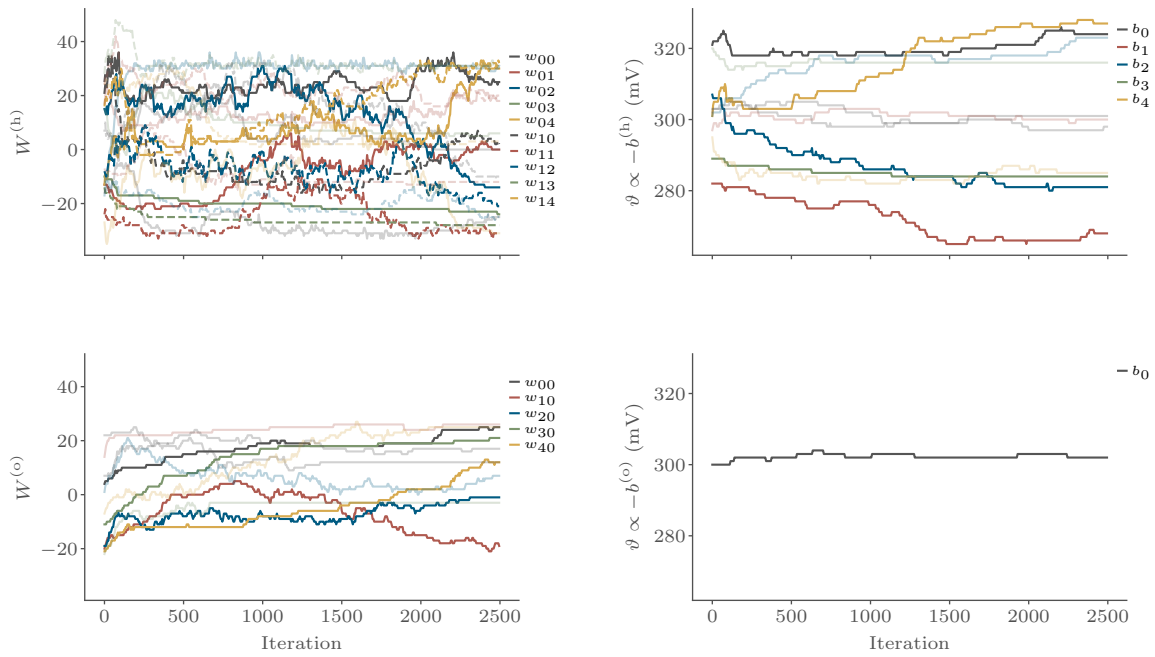 40
20
0
−20
W^(h)
w₀₀
w₀₁
w₀₂
w₀₃
w₀₄
w₁₀
w₁₁
w₁₂
w₁₃
w₁₄
320
300
280
ϑ ∝ −b^(h) (mV)
b₀
b₁
b₂
b₃
b₄
40
20
0
−20
W^(o)
w₀₀
w₁₀
w₂₀
w₃₀
w₄₀
0 500 1000 1500 2000 2500
Iteration
320
300
280
ϑ ∝ −b^(o) (mV)
b₀
0 500 1000 1500 2000 2500
Iteration